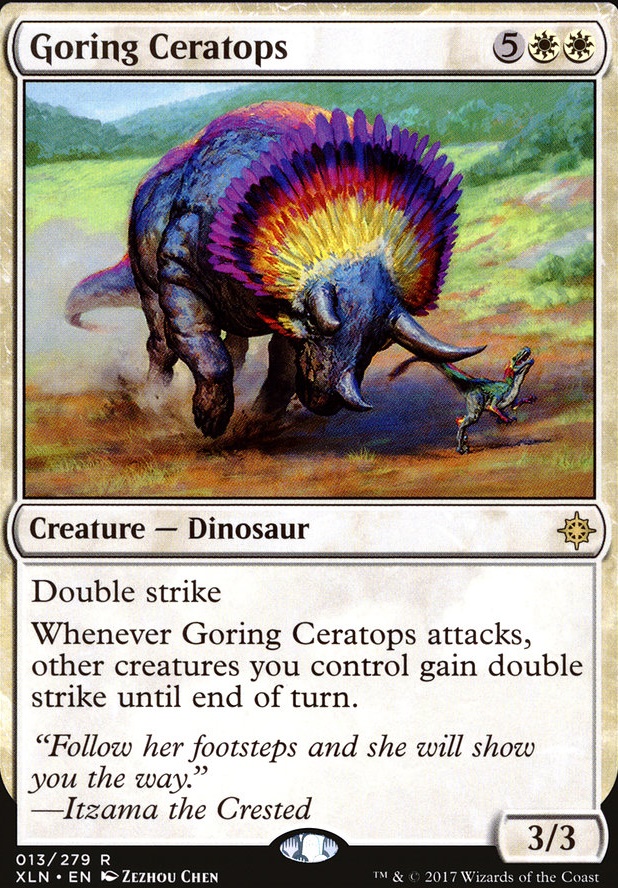 Goring Ceratops 5
Creature — Dinosaur
Double strike
Whenever Goring Ceratops attacks,
other creatures you control gain double
strike until end of turn.
“Follow her footsteps and she will show
you the way.”
—Itzama the Crested
3/3
013/279 R
XLN • EN Zezhou Chen
™ & © 2017 Wizards of the Coast